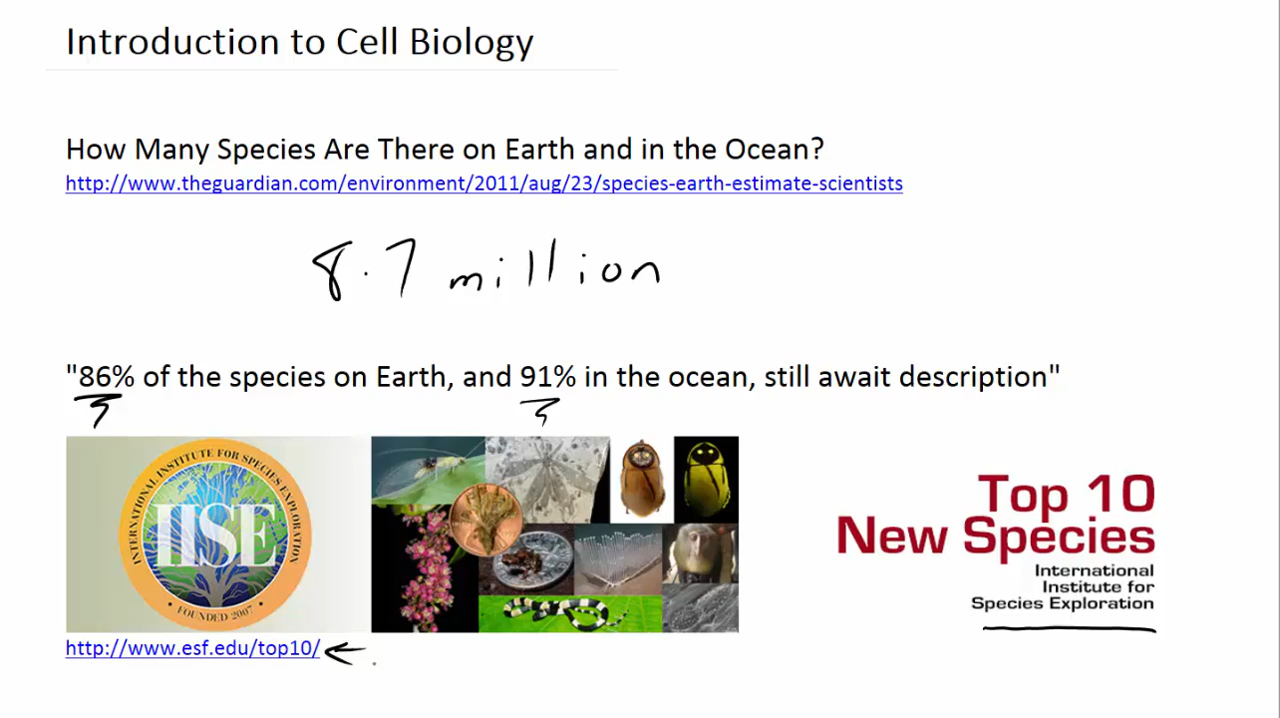 Introduction to Cell Biology
How Many Species Are There on Earth and in the Ocean?
http://www.theguardian.com/environment/2011/aug/23/species-earth-estimate-scientists
8.7 million
"86% of the species on Earth, and 91% in the ocean, still await description"
INTERNATIONAL INSTITUTE FOR SPECIES EXPLORATION
IISE
• FOUNDED 2007 •
Top 10
New Species
International
Institute for
Species Exploration
http://www.esf.edu/top10/